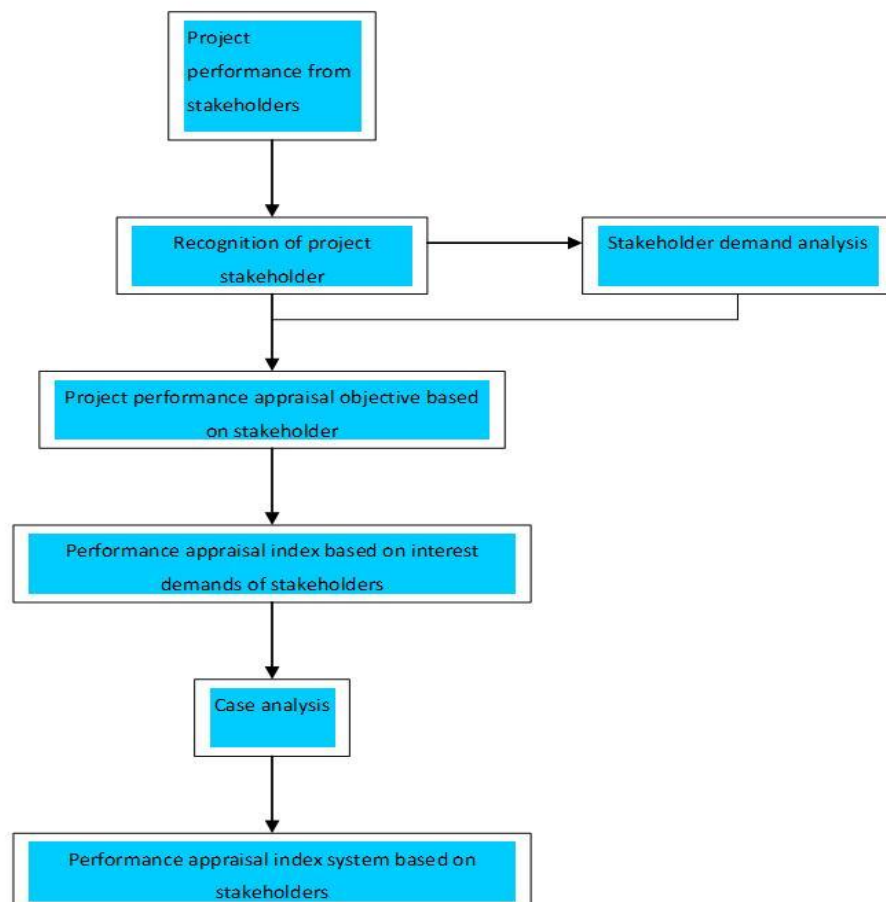 Project
performance from
stakeholders
Recognition of project
stakeholder
Stakeholder demand analysis
Project performance appraisal objective based
on stakeholder
Performance appraisal index based on interest
demands of stakeholders
Case analysis
Performance appraisal index system based on
stakeholders